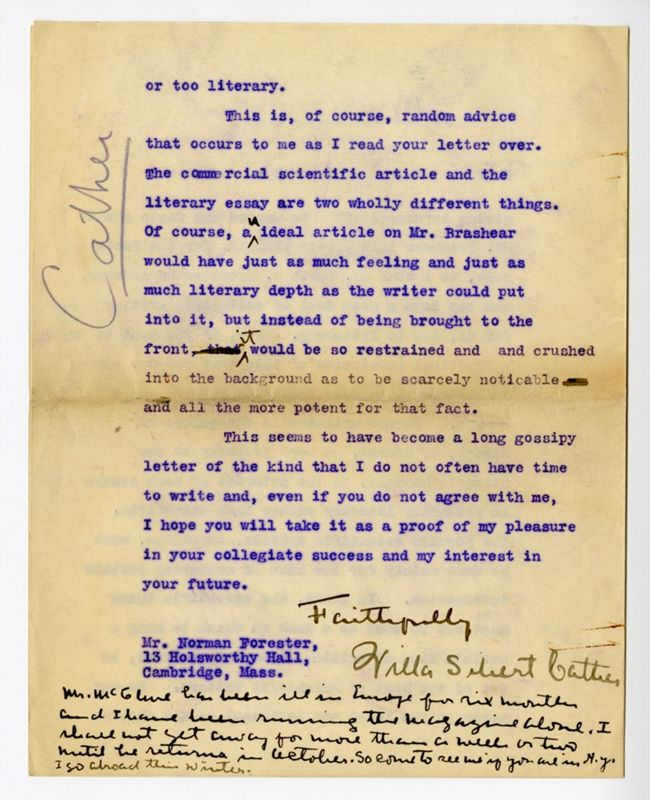 or too literary.
This is, of course, random advice
that occurs to me as I read your letter over.
Cather
The commercial scientific article and the
literary essay are two wholly different things.
Of course, an ideal article on Mr. Brashear
would have just as much feeling and just as
much literary depth as the writer could put
into it, but instead of being brought to the
front, that it would be so restrained and and crushed
into the background as to be scarcely noticable
and all the more potent for that fact.
This seems to have become a long gossipy
letter of the kind that I do not often have time
to write and, even if you do not agree with me,
I hope you will take it as a proof of my pleasure
in your collegiate success and my interest in
your future.
Faithfully
Willa Sibert Cather
Mr. Norman Forester,
13 Holsworthy Hall,
Cambridge, Mass.
Mr. McClure has been ill in Europe for six months
and I have been running the magazine alone. I
shall not get away for more than a week or two
until he returns in October. So come to see me if you are in N.Y.
I go abroad this winter.